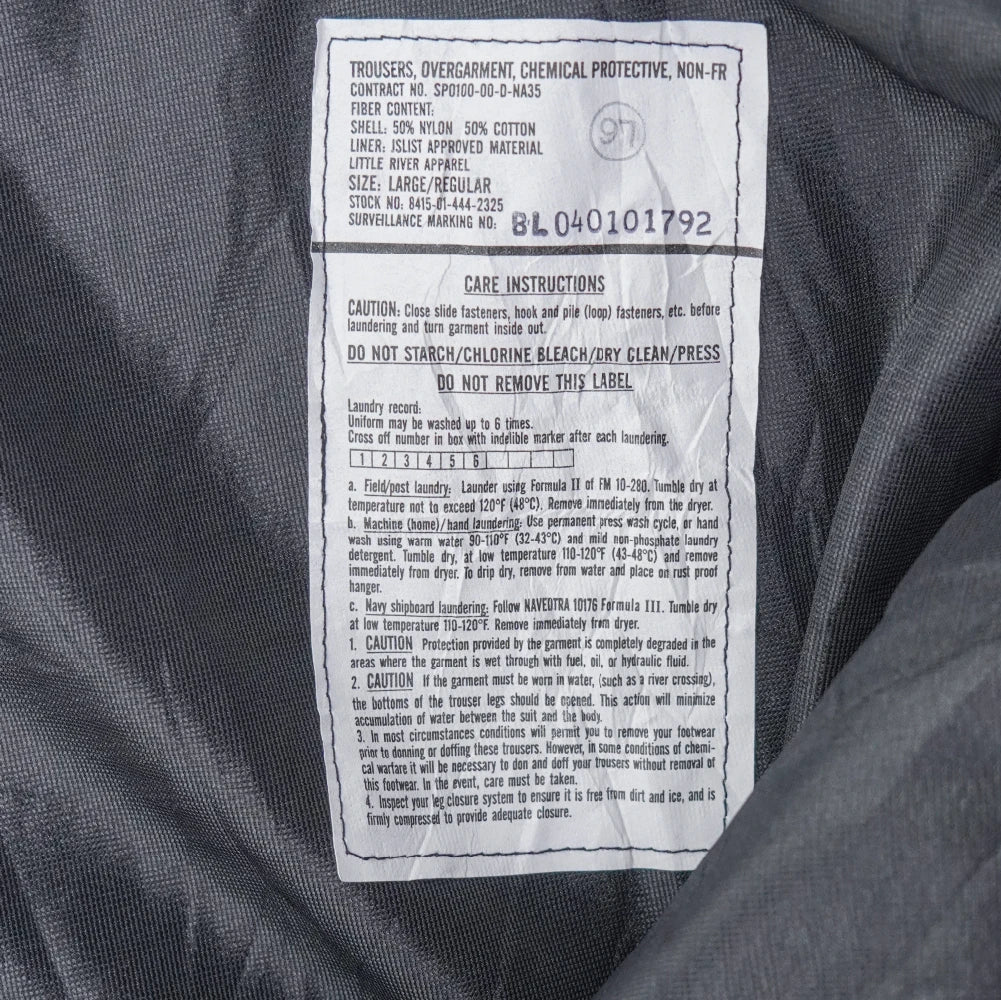 TROUSERS, OVERGARMENT, CHEMICAL PROTECTIVE, NON-FR
CONTRACT NO. SPO100-00-D-NA35
FIBER CONTENT:
97
SHELL: 50% NYLON 50% COTTON
LINER: JSLIST APPROVED MATERIAL
LITTLE RIVER APPAREL
SIZE: LARGE/REGULAR
STOCK NO: 8415-01-444-2325
SURVEILLANCE MARKING NO: BL040101792
CARE INSTRUCTIONS
CAUTION: Close slide fasteners, hook and pile (loop) fasteners, etc. before
laundering and turn garment inside out.
DO NOT STARCH/CHLORINE BLEACH/DRY CLEAN/PRESS
DO NOT REMOVE THIS LABEL
Laundry record:
Uniform may be washed up to 6 times.
Cross off number in box with indelible marker after each laundering.
1 2 3 4 5 6
a. Field/post laundry: Launder using Formula II of FM 10-280. Tumble dry at
temperature not to exceed 120°F (48°C). Remove immediately from the dryer.
b. Machine (home)/hand laundering: Use permanent press wash cycle, or hand
wash using warm water 90-110°F (32-43°C) and mild non-phosphate laundry
detergent. Tumble dry, at low temperature 110-120°F (43-48°C) and remove
immediately from dryer. To drip dry, remove from water and place on rust proof
hanger.
c. Navy shipboard laundering: Follow NAVEDTRA 10176 Formula III. Tumble dry
at low temperature 110-120°F. Remove immediately from dryer.
1. CAUTION Protection provided by the garment is completely degraded in the
areas where the garment is wet through with fuel, oil, or hydraulic fluid.
2. CAUTION If the garment must be worn in water, (such as a river crossing),
the bottoms of the trouser legs should be opened. This action will minimize
accumulation of water between the suit and the body.
3. In most circumstances conditions will permit you to remove your footwear
prior to donning or doffing these trousers. However, in some conditions of chemi-
cal warfare it will be necessary to don and doff your trousers without removal of
this footwear. In the event, care must be taken.
4. Inspect your leg closure system to ensure it is free from dirt and ice, and is
firmly compressed to provide adequate closure.